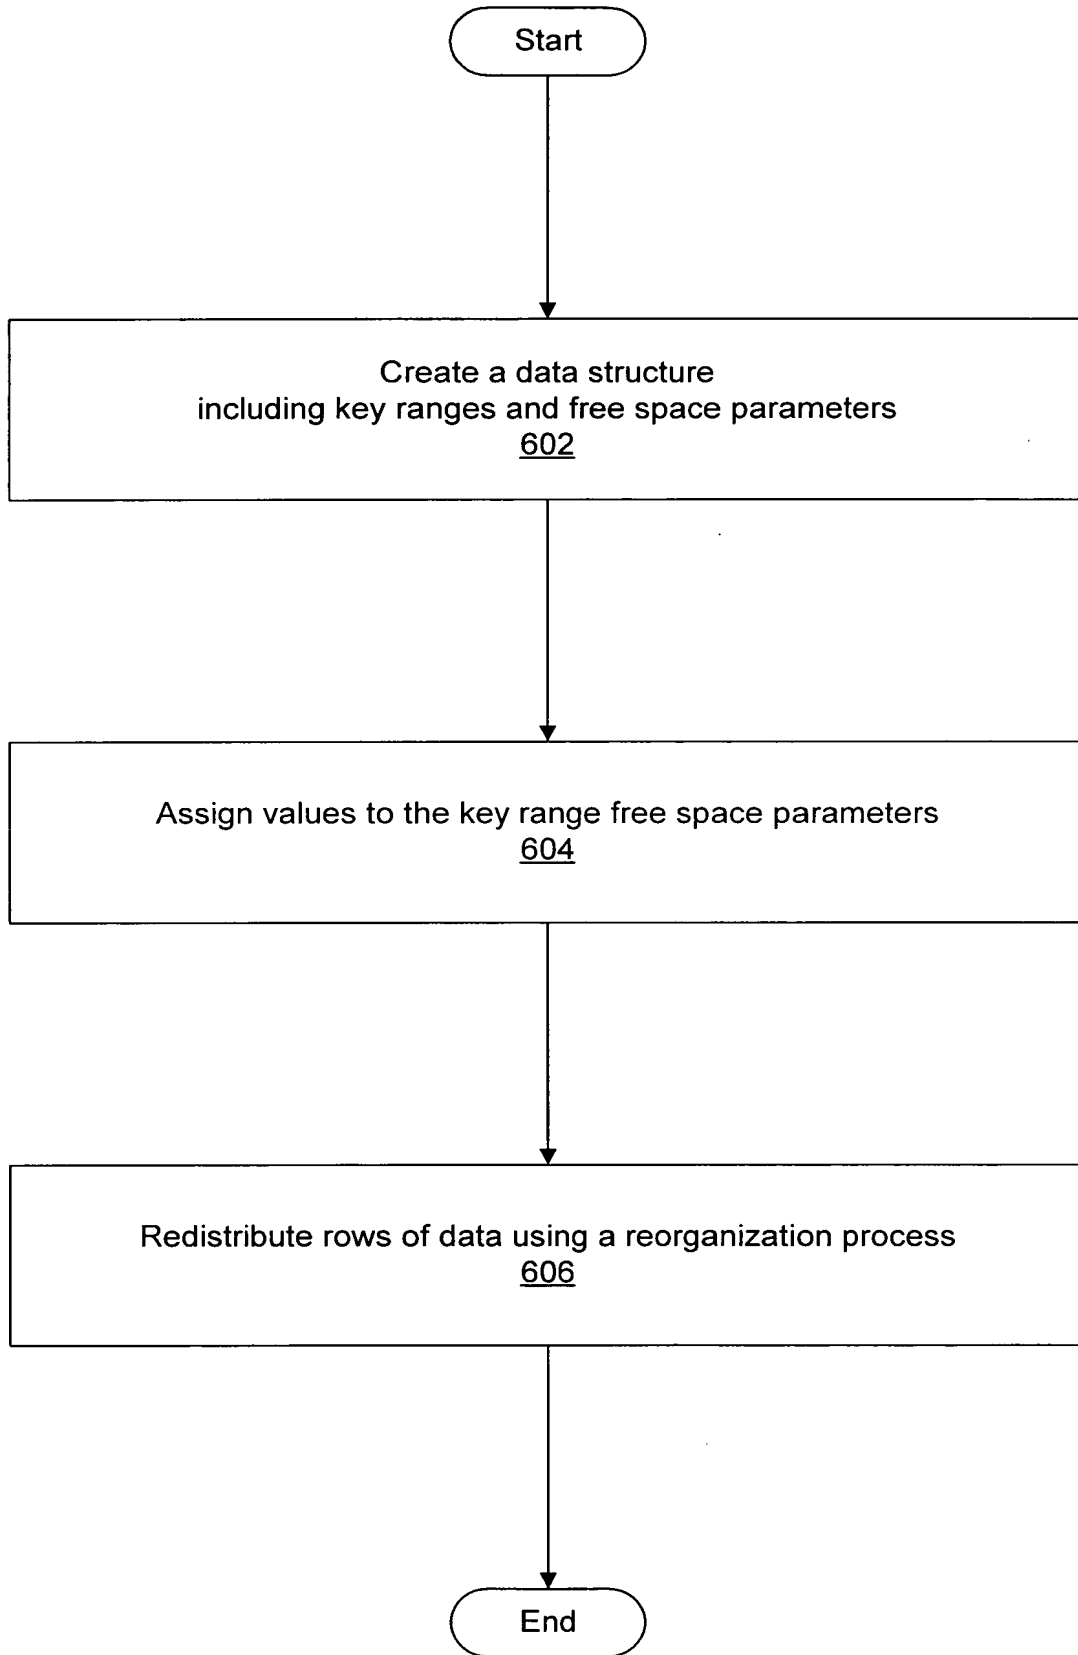 Start
Create a data structure
including key ranges and free space parameters
602
Assign values to the key range free space parameters
604
Redistribute rows of data using a reorganization process
606
End